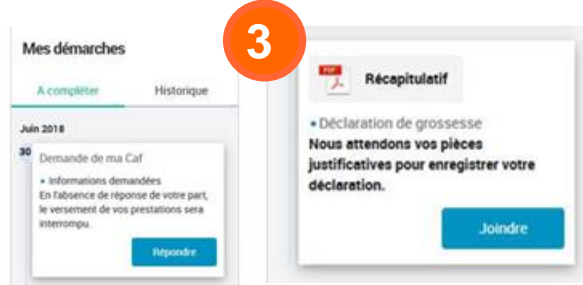 Mes démarches
A compléter
Historique
Juin 2018
30
Demande de ma Caf
• Informations demandées
En l'absence de réponse de votre part,
le versement de vos prestations sera
interrompu.
Répondre
3
PDF
Récapitulatif
• Déclaration de grossesse
Nous attendons vos pièces
justificatives pour enregistrer votre
déclaration.
Joindre